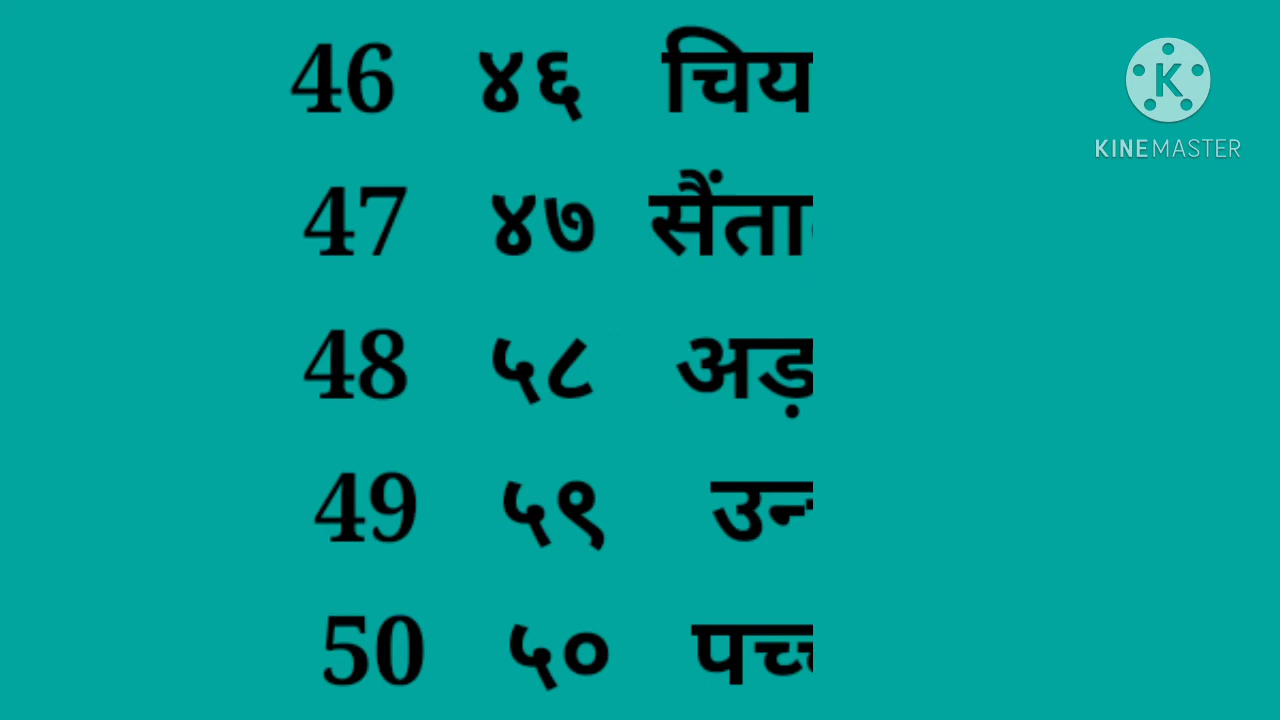 46 ४६ चिय
47 ४७ सैंता
48 ५८ अड़
49 ५९ उन
50 ५० पच्च
KINEMASTER